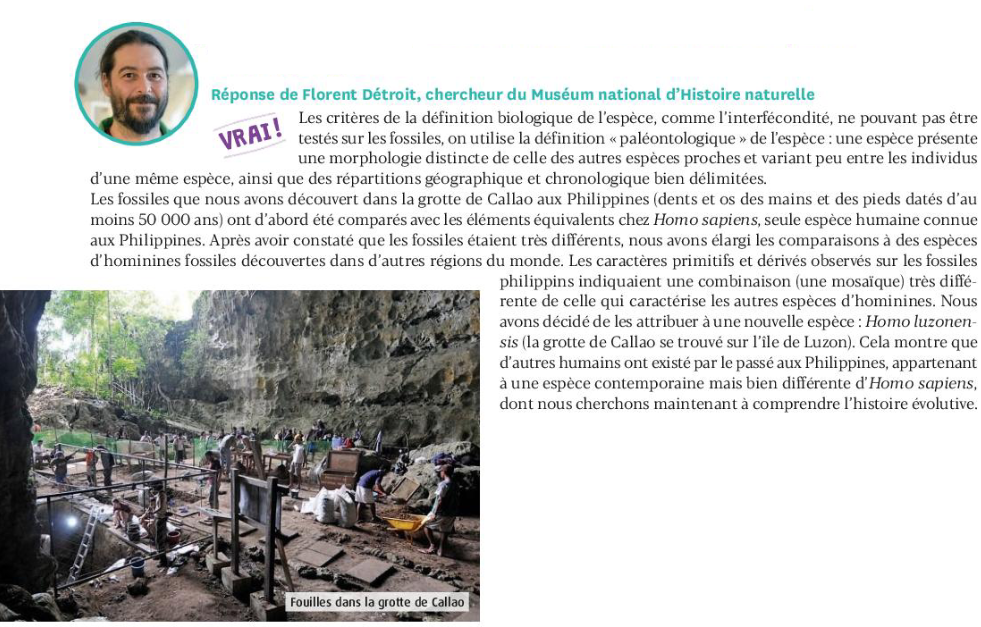 Réponse de Florent Détroit, chercheur du Muséum national d'Histoire naturelle
VRAI !
Les critères de la définition biologique de l'espèce, comme l'interfécondité, ne pouvant pas être
testés sur les fossiles, on utilise la définition « paléontologique » de l'espèce : une espèce présente
une morphologie distincte de celle des autres espèces proches et variant peu entre les individus
d'une même espèce, ainsi que des répartitions géographique et chronologique bien délimitées.
Les fossiles que nous avons découvert dans la grotte de Callao aux Philippines (dents et os des mains et des pieds datés d'au
moins 50 000 ans) ont d'abord été comparés avec les éléments équivalents chez Homo sapiens, seule espèce humaine connue
aux Philippines. Après avoir constaté que les fossiles étaient très différents, nous avons élargi les comparaisons à des espèces
d'hominines fossiles découvertes dans d'autres régions du monde. Les caractères primitifs et dérivés observés sur les fossiles
philippins indiquaient une combinaison (une mosaïque) très diffé-
rente de celle qui caractérise les autres espèces d'hominines. Nous
avons décidé de les attribuer à une nouvelle espèce : Homo luzonen-
sis (la grotte de Callao se trouvé sur l'île de Luzon). Cela montre que
d'autres humains ont existé par le passé aux Philippines, appartenant
à une espèce contemporaine mais bien différente d'Homo sapiens,
dont nous cherchons maintenant à comprendre l'histoire évolutive.
Fouilles dans la grotte de Callao